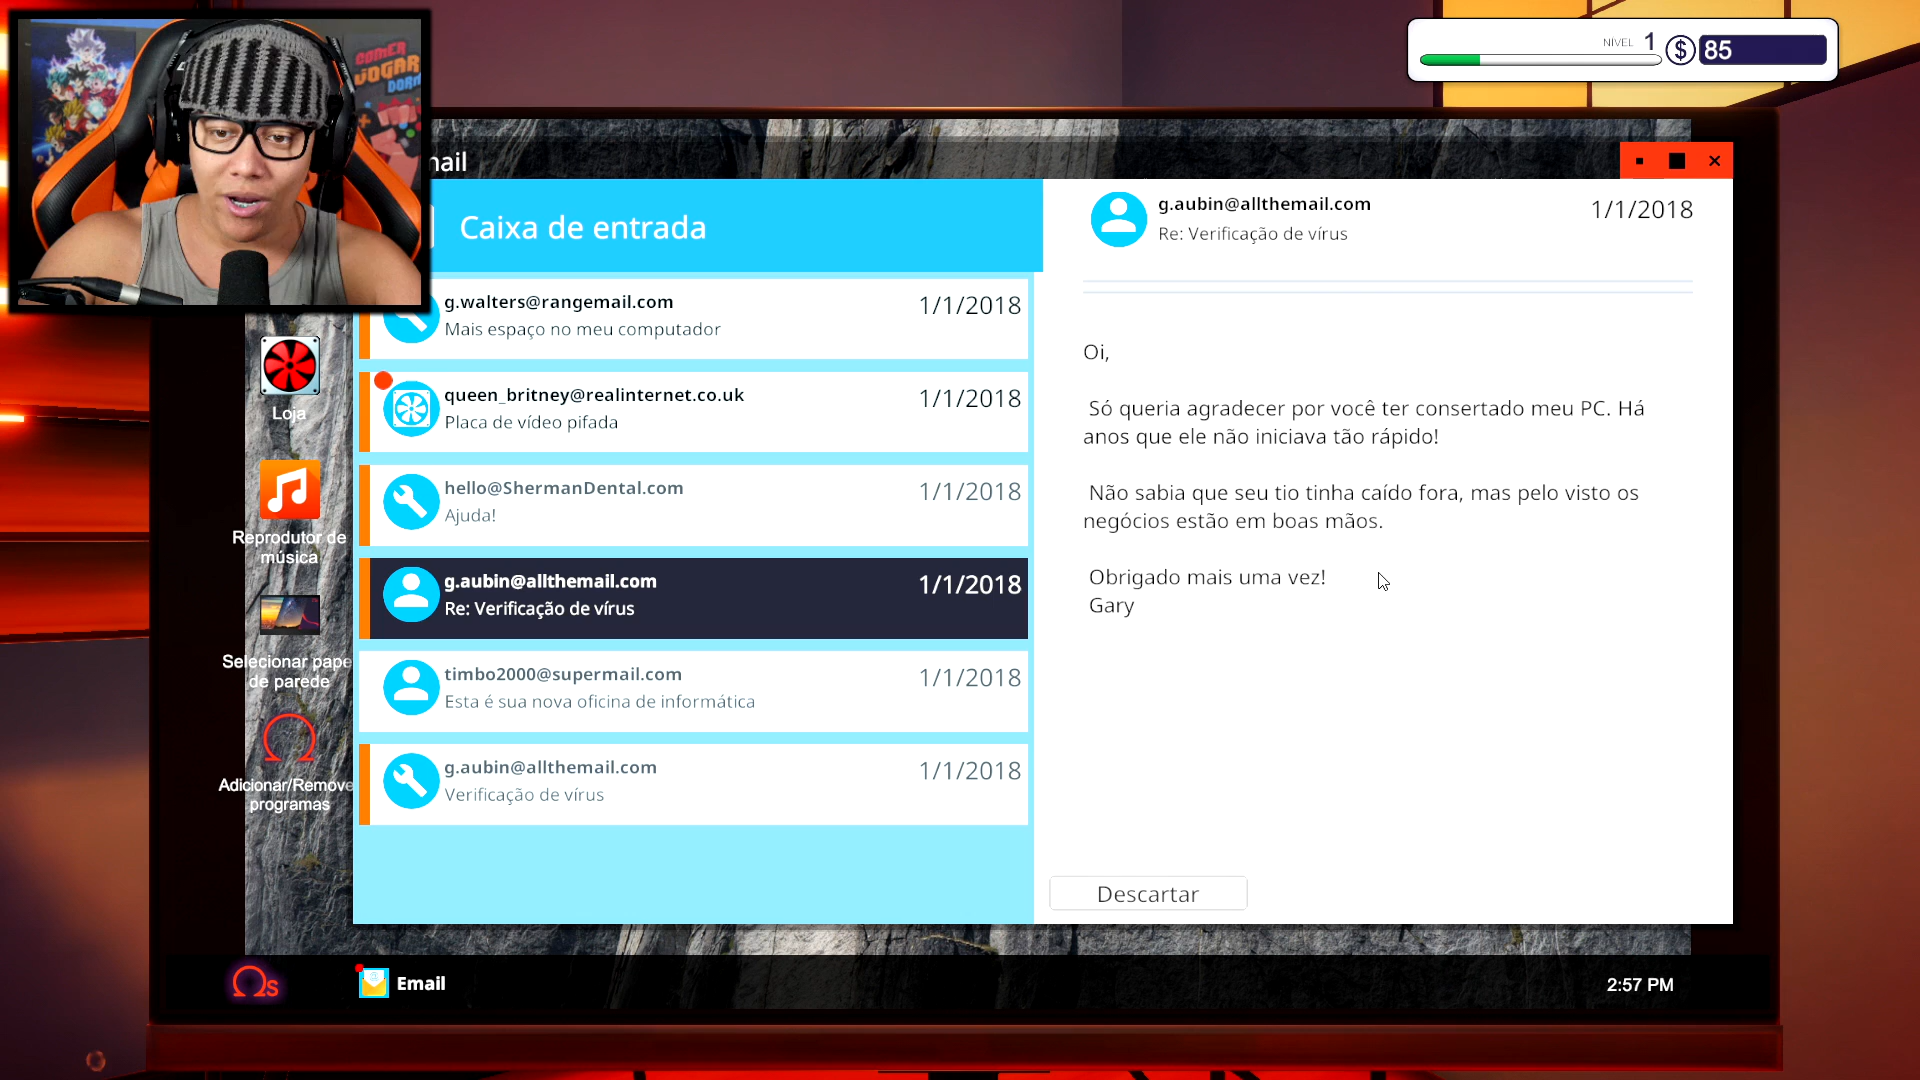 COMER
JOGAR
DORM
NÍVEL 1
$ 85
mail
Caixa de entrada
g.walters@rangemail.com
1/1/2018
Mais espaço no meu computador
queen_britney@realinternet.co.uk
1/1/2018
Placa de vídeo pifada
hello@ShermanDental.com
1/1/2018
Ajuda!
g.aubin@allthemail.com
1/1/2018
Re: Verificação de vírus
timbo2000@supermail.com
1/1/2018
Esta é sua nova oficina de informática
g.aubin@allthemail.com
1/1/2018
Verificação de vírus
g.aubin@allthemail.com
1/1/2018
Re: Verificação de vírus
Oi,
Só queria agradecer por você ter consertado meu PC. Há
anos que ele não iniciava tão rápido!
Não sabia que seu tio tinha caído fora, mas pelo visto os
negócios estão em boas mãos.
Obrigado mais uma vez!
Gary
Descartar
Loja
Reprodutor de
música
Selecionar pape
de parede
Adicionar/Remove
programas
Ωs
Email
2:57 PM